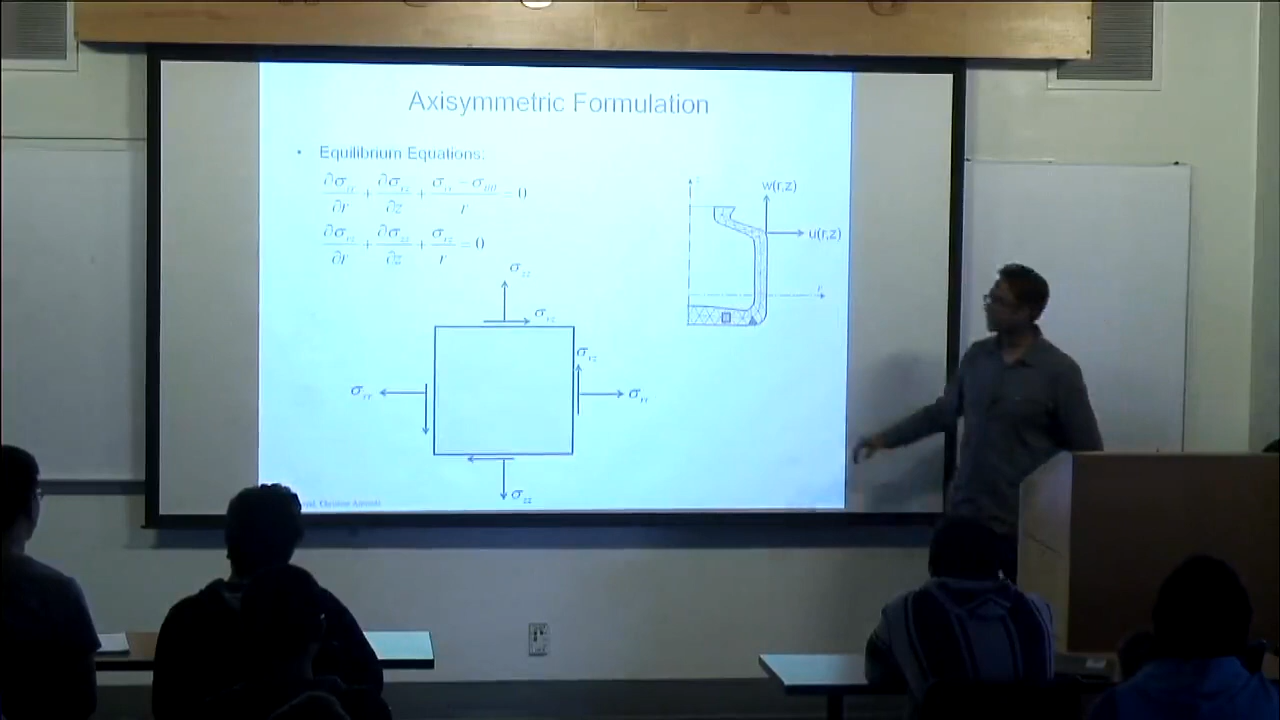 Axisymmetric Formulation
• Equilibrium Equations:
∂σrr/∂r + ∂σrz/∂z + (σrr − σθθ)/r = 0
∂σrz/∂r + ∂σzz/∂z + σrz/r = 0
w(r,z)
u(r,z)
r
σzz
σrz
σrz
σrr
σrr
σzz